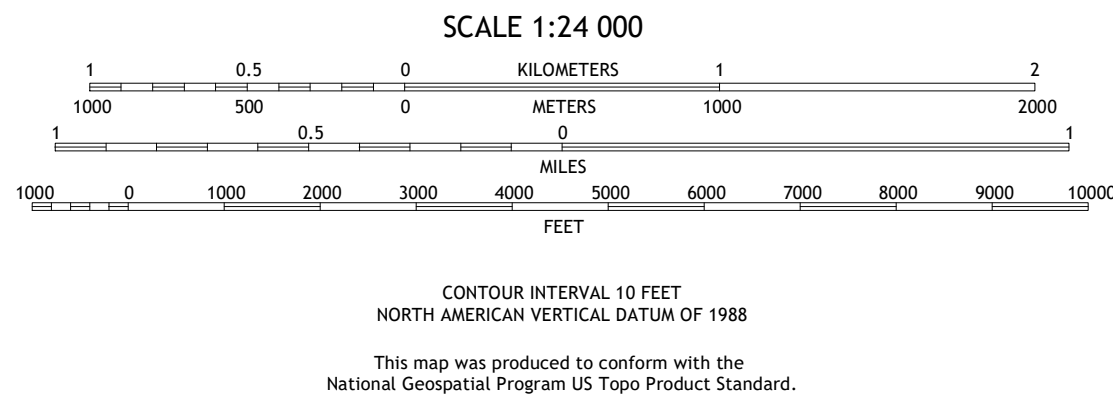 SCALE 1:24 000
1 0.5 0 KILOMETERS 1 2
1000 500 0 METERS 1000 2000
1 0.5 0 1
MILES
1000 0 1000 2000 3000 4000 5000 6000 7000 8000 9000 10000
FEET
CONTOUR INTERVAL 10 FEET
NORTH AMERICAN VERTICAL DATUM OF 1988
This map was produced to conform with the
National Geospatial Program US Topo Product Standard.